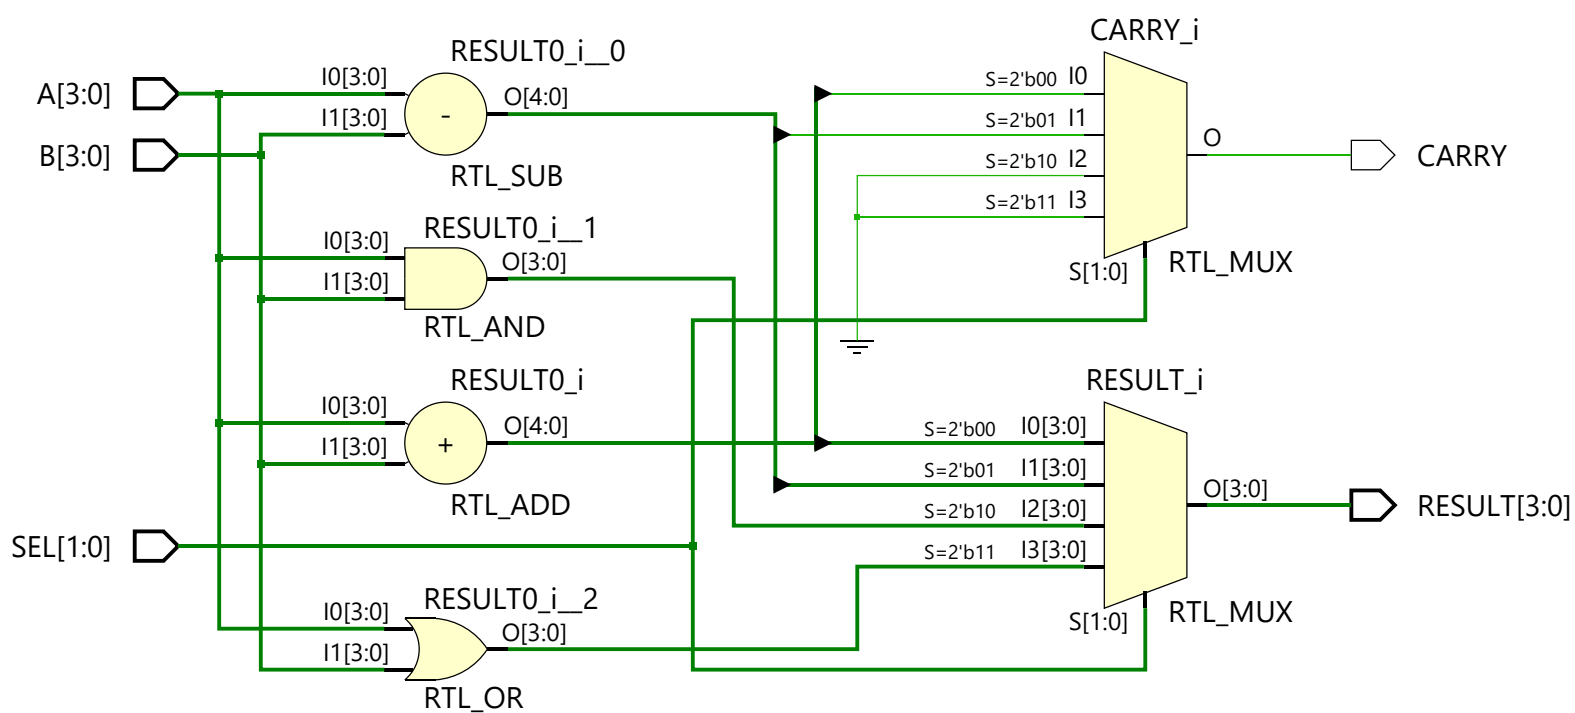 CARRY_i
RESULT0_i__0
A[3:0]
I0[3:0]
I1[3:0]
-
O[4:0]
S=2'b00 I0
S=2'b01 I1
S=2'b10 I2
S=2'b11 I3
O
CARRY
B[3:0]
RTL_SUB
S[1:0]
RTL_MUX
RESULT0_i__1
I0[3:0]
I1[3:0]
O[3:0]
RTL_AND
RESULT0_i
I0[3:0]
I1[3:0]
+
O[4:0]
RTL_ADD
RESULT_i
S=2'b00 I0[3:0]
S=2'b01 I1[3:0]
S=2'b10 I2[3:0]
S=2'b11 I3[3:0]
O[3:0]
RESULT[3:0]
S[1:0]
RTL_MUX
SEL[1:0]
RESULT0_i__2
I0[3:0]
I1[3:0]
O[3:0]
RTL_OR